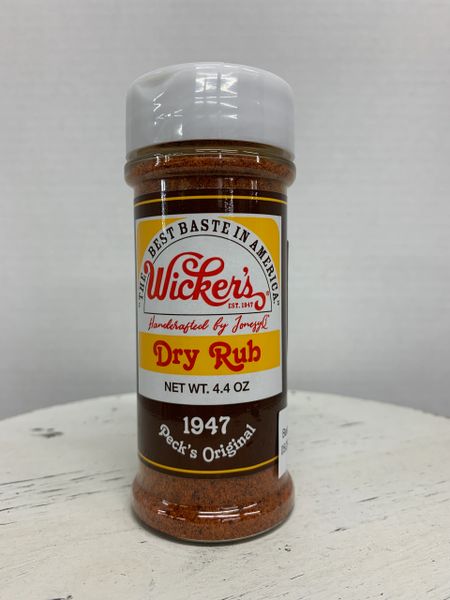 "THE BEST BASTE IN AMERICA."
Wicker's®
EST. 1947
Handcrafted by JonesyQ
Dry Rub
NET WT. 4.4 OZ
1947
Peck's Original